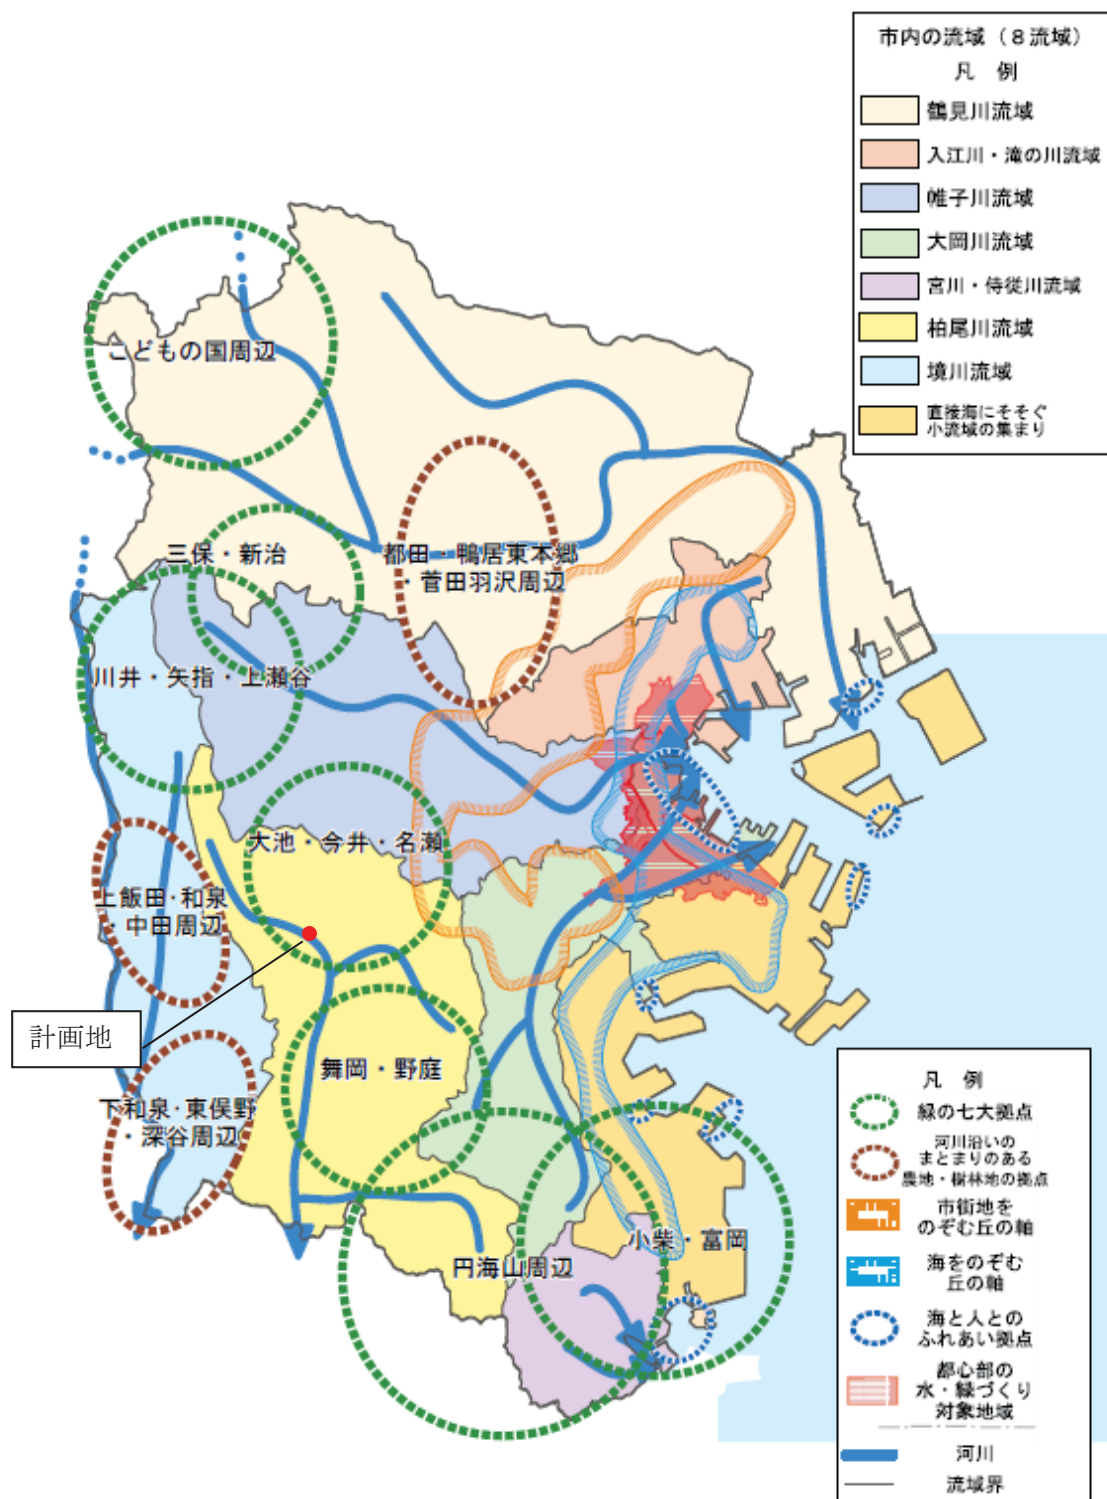 市内の流域（8流域）
凡 例
鶴見川流域
入江川・滝の川流域
帷子川流域
大岡川流域
宮川・侍従川流域
柏尾川流域
境川流域
直接海にそそぐ
小流域の集まり
こどもの国周辺
三保・新治
都田・鴨居東本郷
・菅田羽沢周辺
川井・矢指・上瀬谷
大池・今井・名瀬
上飯田・和泉
・中田周辺
計画地
舞岡・野庭
下和泉・東俣野
・深谷周辺
小柴・富岡
円海山周辺
凡 例
緑の七大拠点
河川沿いの
まとまりのある
農地・樹林地の拠点
市街地を
のぞむ丘の軸
海をのぞむ
丘の軸
海と人との
ふれあい拠点
都心部の
水・緑づくり
対象地域
河川
流域界